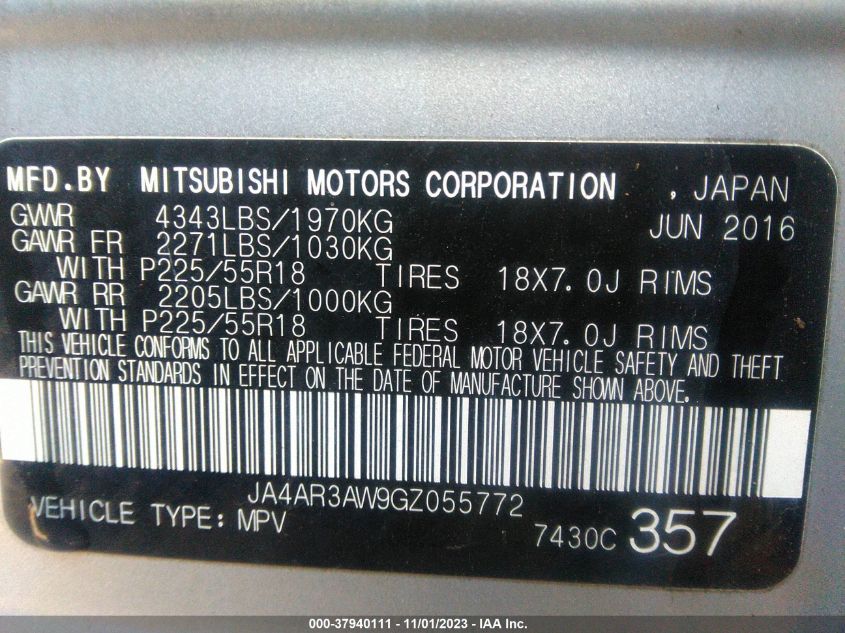 MFD.BY MITSUBISHI MOTORS CORPORATION , JAPAN
GVWR 4343LBS/1970KG JUN 2016
GAWR FR 2271LBS/1030KG
WITH P225/55R18 TIRES 18X7.0J RIMS
GAWR RR 2205LBS/1000KG
WITH P225/55R18 TIRES 18X7.0J RIMS
THIS VEHICLE CONFORMS TO ALL APPLICABLE FEDERAL MOTOR VEHICLE SAFETY AND THEFT
PREVENTION STANDARDS IN EFFECT ON THE DATE OF MANUFACTURE SHOWN ABOVE.
JA4AR3AW9GZ055772
VEHICLE TYPE: MPV 7430C 357
000-37940111 - 11/01/2023 - IAA Inc.